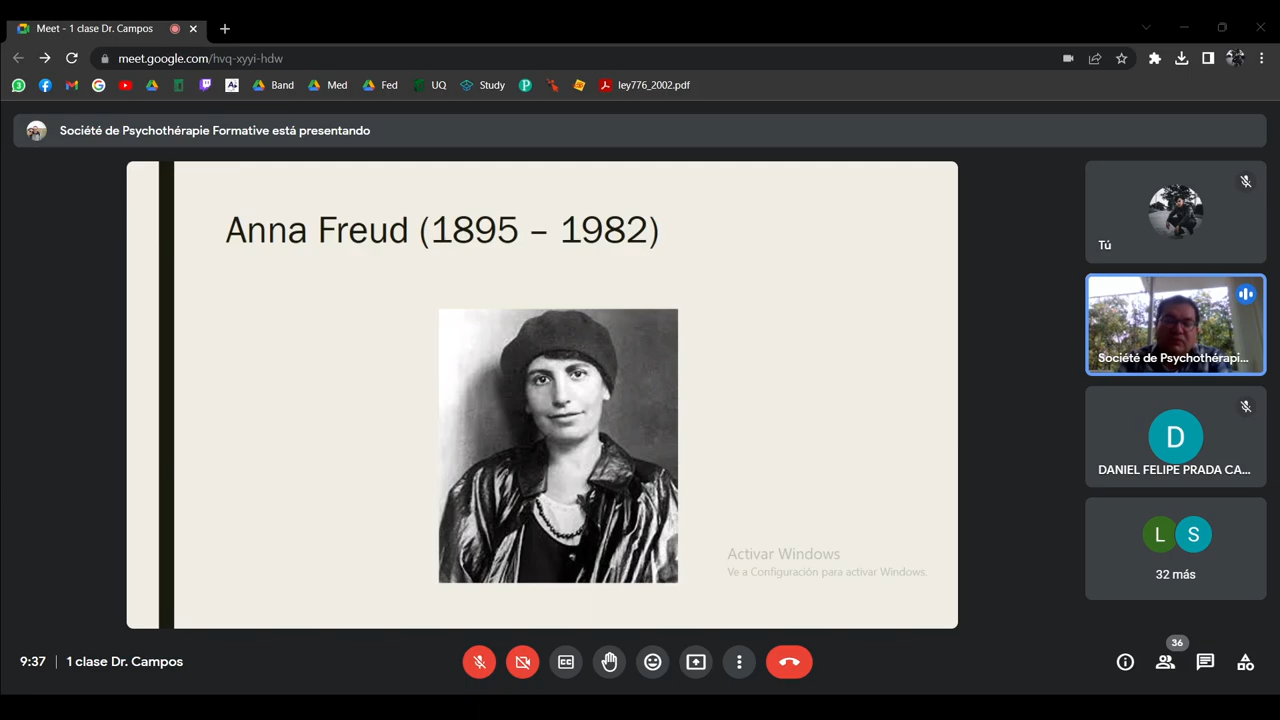 Meet - 1 clase Dr. Campos
meet.google.com/hvq-xyyi-hdw
Band
Med
Fed
UQ
Study
ley776_2002.pdf
Société de Psychothérapie Formative está presentando
Anna Freud (1895 – 1982)
Activar Windows
Ve a Configuración para activar Windows.
Tú
Société de Psychothérapi...
D
DANIEL FELIPE PRADA CA...
L S
32 más
9:37 1 clase Dr. Campos
36